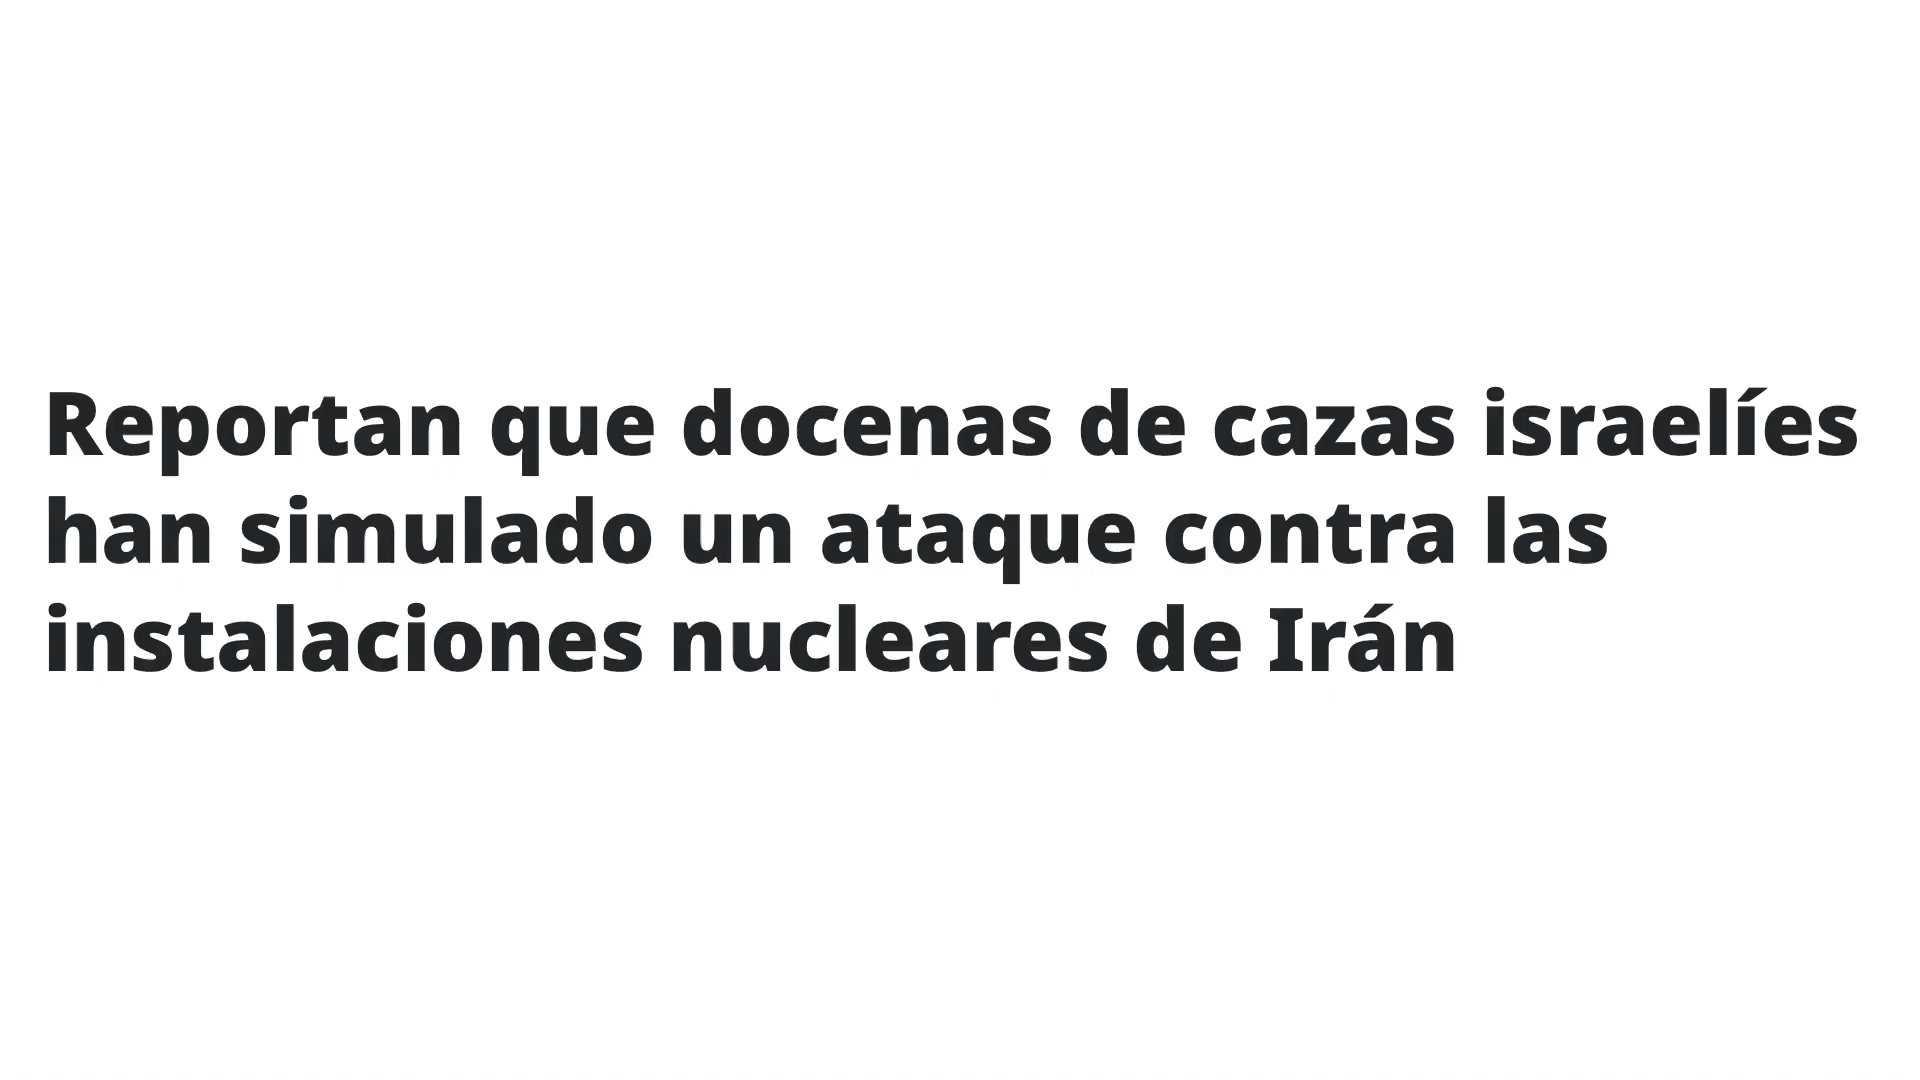 Reportan que docenas de cazas israelíes
han simulado un ataque contra las
instalaciones nucleares de Irán